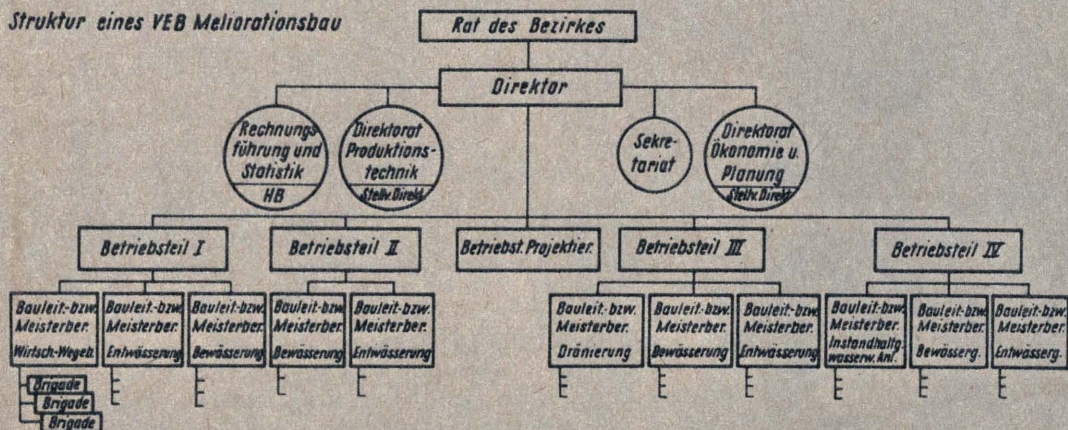 Struktur eines VEB Meliorationsbau
Rat des Bezirkes
Direktor
Rechnungs
führung und
Statistik
HB
Direktorat
Produktions-
technik
Stellv. Direkt
Sekre-
tariat
Direktorat
Ökonomie u.
Planung
Stellv. Direkt
Betriebsteil I
Betriebsteil II
Betriebst. Projektier.
Betriebsteil III
Betriebsteil IV
Bauleit.-bzw.
Meisterber.
Wirtsch.-Wegeb.
Bauleit.-bzw.
Meisterber.
Entwässerung
Bauleit.-bzw.
Meisterber.
Bewässerung
Bauleit.-bzw.
Meisterber.
Bewässerung
Bauleit.-bzw.
Meisterber.
Entwässerung
Bauleit.-bzw.
Meisterber.
Dränierung
Bauleit.-bzw.
Meisterber.
Bewässerung
Bauleit.-bzw.
Meisterber.
Entwässerung
Bauleit.-bzw.
Meisterber.
Instandhaltg.
wasserw. Anl.
Bauleit.-bzw.
Meisterber.
Bewässerg.
Bauleit.-bzw.
Meisterber.
Entwässerg.
Brigade
Brigade
Brigade